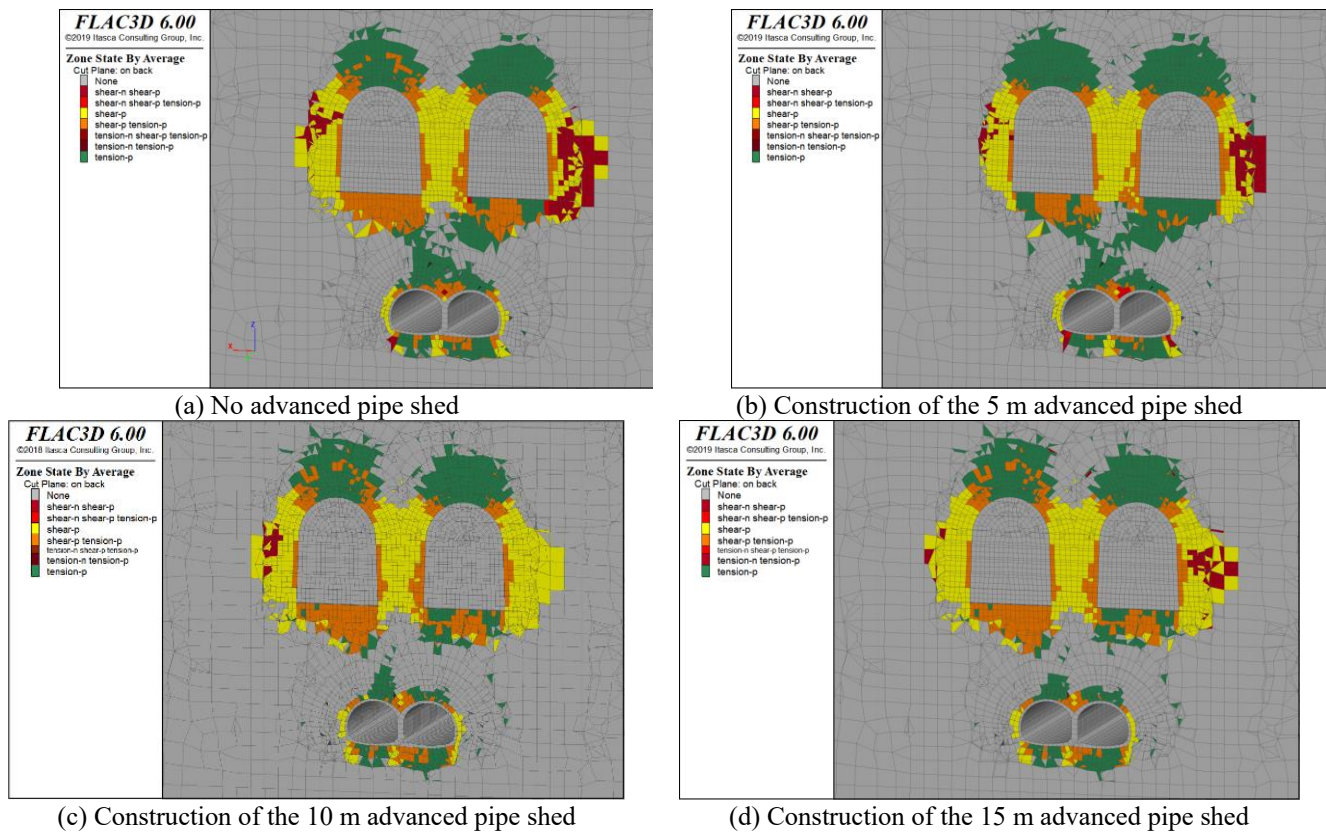 FLAC3D 6.00
©2019 Itasca Consulting Group, Inc.
Zone State By Average
Cut Plane: on back
None
shear-n shear-p
shear-n shear-p tension-p
shear-p
shear-p tension-p
tension-n shear-p tension-p
tension-n tension-p
tension-p
Z
X
(a) No advanced pipe shed
FLAC3D 6.00
©2019 Itasca Consulting Group, Inc.
Zone State By Average
Cut Plane: on back
None
shear-n shear-p
shear-n shear-p tension-p
shear-p
shear-p tension-p
tension-n shear-p tension-p
tension-n tension-p
tension-p
(b) Construction of the 5 m advanced pipe shed
FLAC3D 6.00
©2018 Itasca Consulting Group, Inc.
Zone State By Average
Cut Plane: on back
None
shear-n shear-p
shear-n shear-p tension-p
shear-p
shear-p tension-p
tension-n shear-p tension-p
tension-n tension-p
tension-p
(c) Construction of the 10 m advanced pipe shed
FLAC3D 6.00
©2019 Itasca Consulting Group, Inc.
Zone State By Average
Cut Plane: on back
None
shear-n shear-p
shear-n shear-p tension-p
shear-p
shear-p tension-p
tension-n shear-p tension-p
tension-n tension-p
tension-p
(d) Construction of the 15 m advanced pipe shed